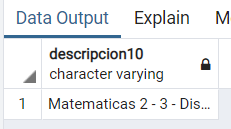 Data Output Explain M
descripcion10
character varying
1 Matematicas 2 - 3 - Dis...